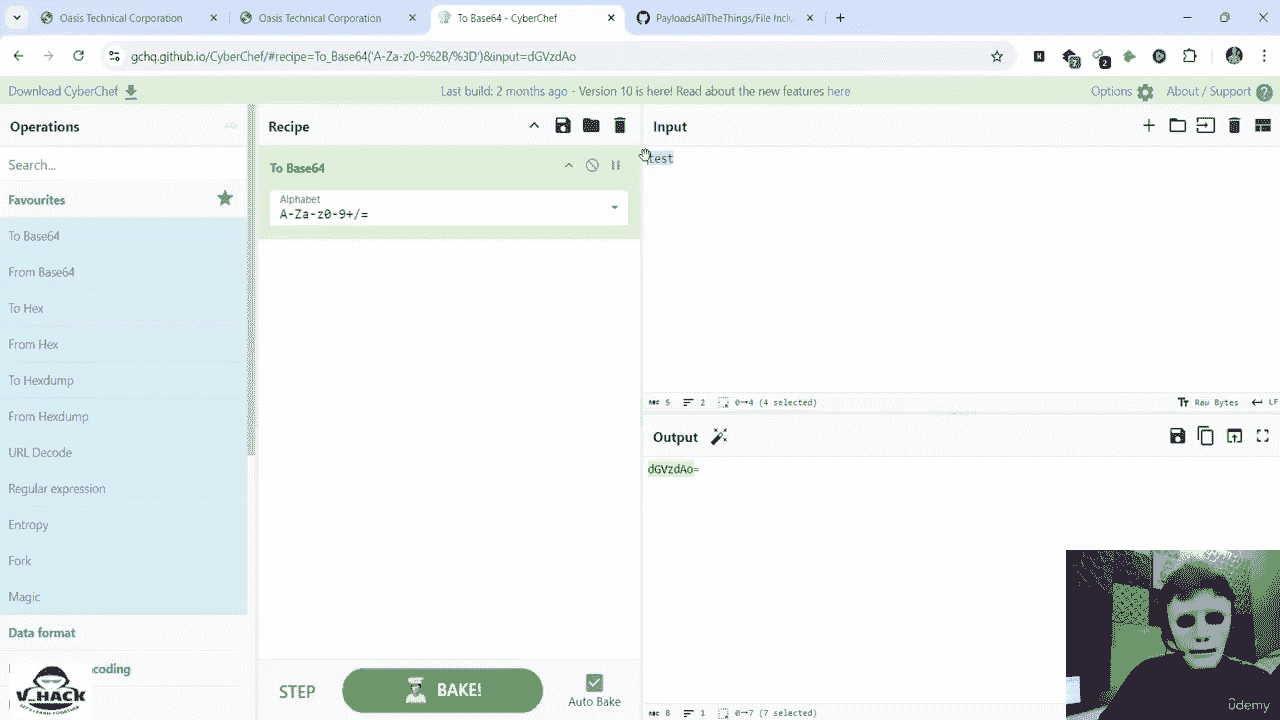 Oasis Technical Corporation
Oasis Technical Corporation
To Base64 - CyberChef
PayloadsAllTheThings/File Inclu
gchq.github.io/CyberChef/#recipe=To_Base64('A-Za-z0-9%2B/%3D')&input=dGVzdAo
2
Download CyberChef
Last build: 2 months ago - Version 10 is here! Read about the new features here
Options
About / Support
Operations
Recipe
Input
Search...
To Base64
test
Favourites
Alphabet
A-Za-z0-9+/=
To Base64
From Base64
To Hex
From Hex
To Hexdump
From Hexdump
URL Decode
Regular expression
Entropy
Fork
Magic
Data format
coding
5 2 0→4 (4 selected)
Raw Bytes LF
Output
dGVzdAo=
STEP
BAKE!
Auto Bake
8 1 0→7 (7 selected)
V_HACK
LET'S LEARN TOGETHER
Udemy